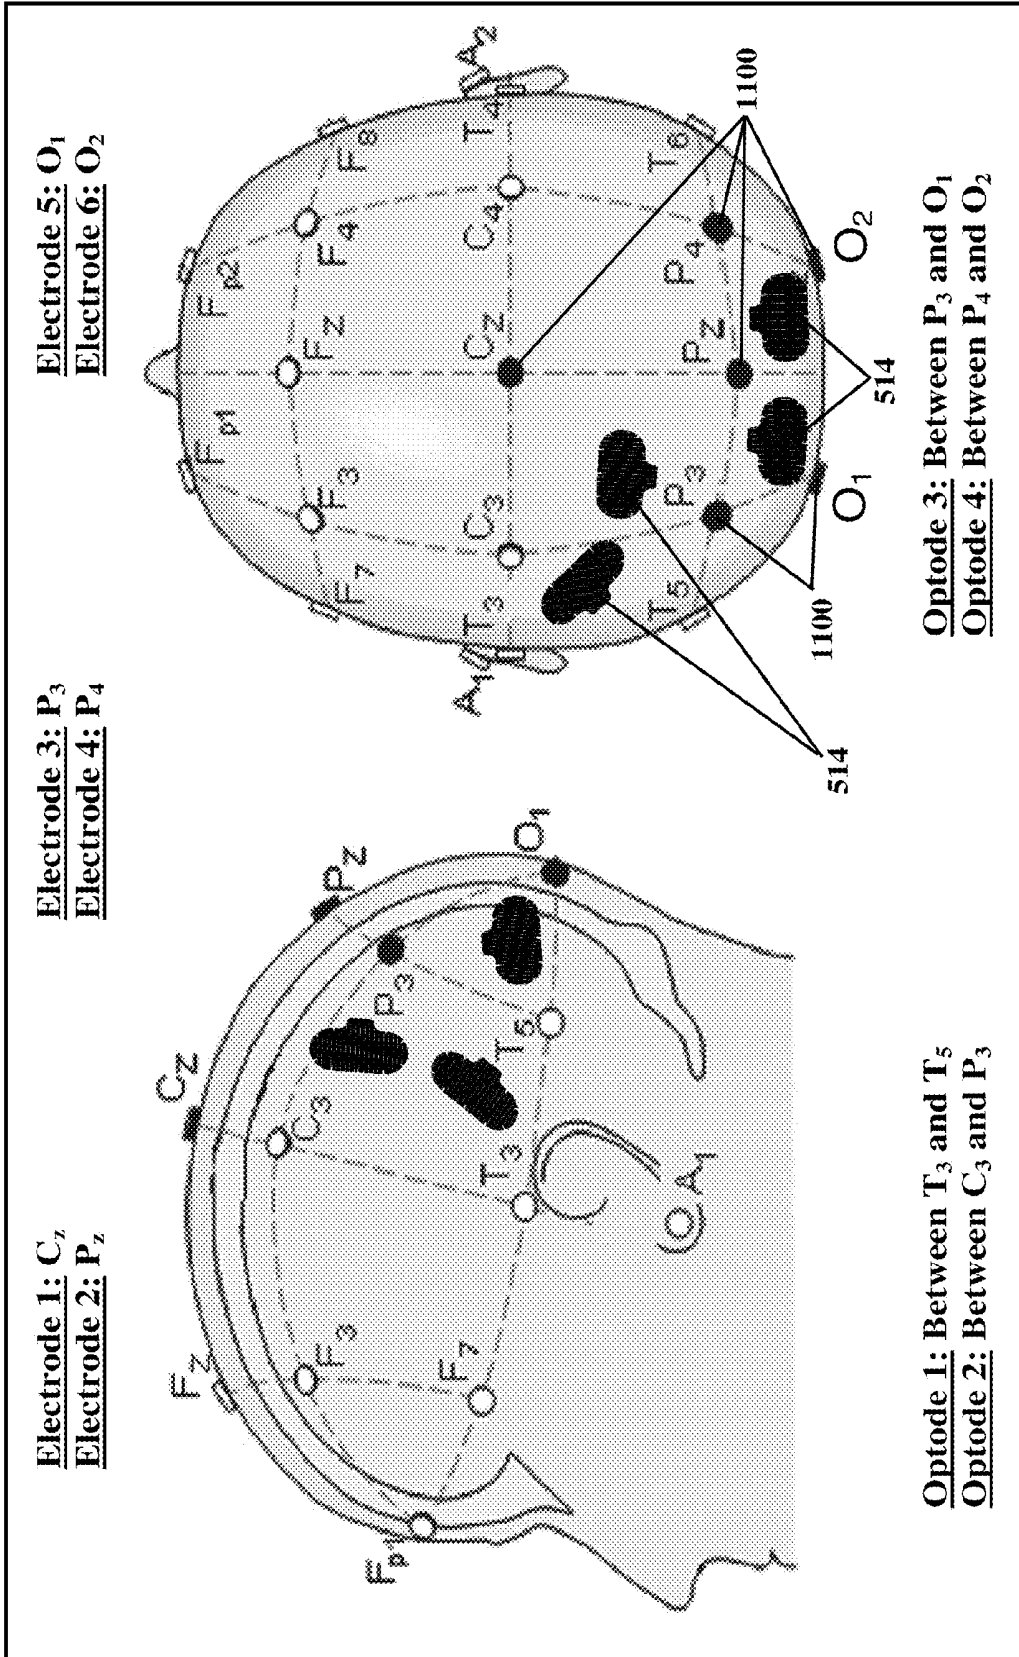 Electrode 1: Cz
Electrode 2: Pz
Electrode 3: P3
Electrode 4: P4
Electrode 5: O1
Electrode 6: O2
Fp1
Fz
F3
F7
Cz
C3
T3
A1
Pz
P3
T5
O1
Fp1
Fp2
F7
F3
Fz
F4
F8
A1
T3
C3
Cz
C4
T4
A2
T5
P3
Pz
P4
T6
O1
O2
514
1100
514
1100
Optode 1: Between T3 and T5
Optode 2: Between C3 and P3
Optode 3: Between P3 and O1
Optode 4: Between P4 and O2